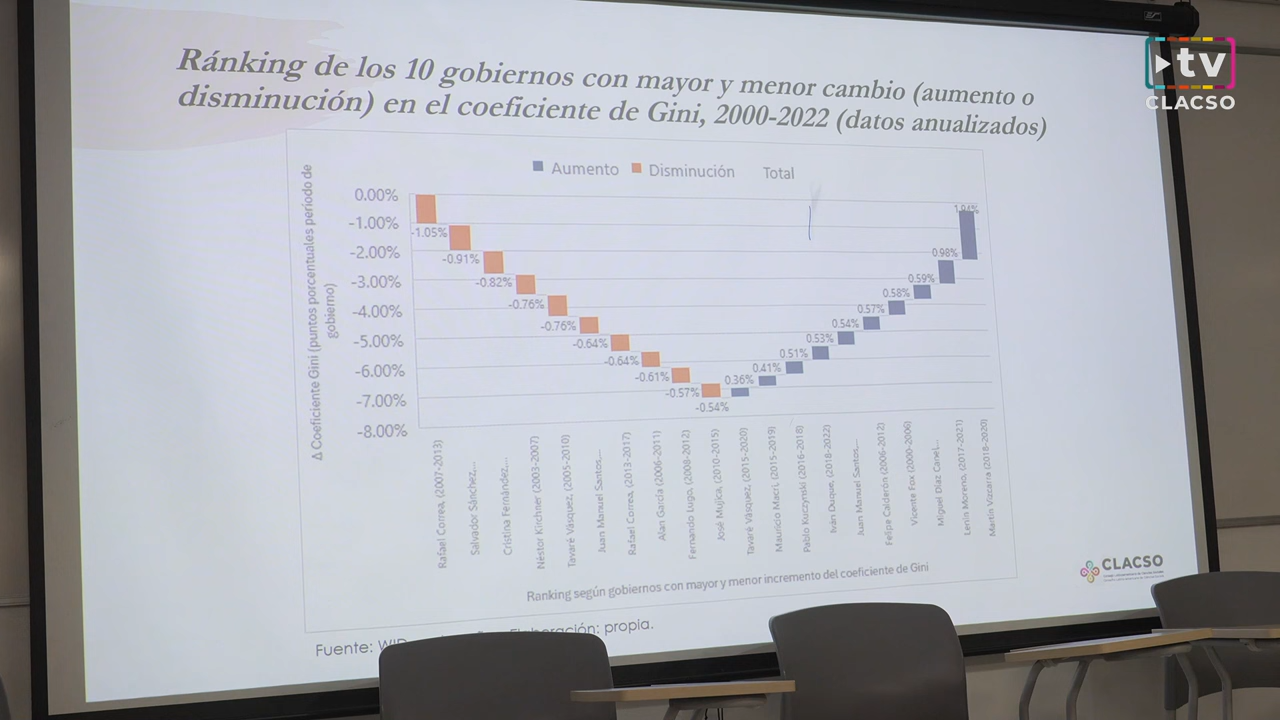 Ránking de los 10 gobiernos con mayor y menor cambio (aumento o
disminución) en el coeficiente de Gini, 2000-2022 (datos anualizados)
tv
CLACSO
Aumento Disminución Total
Δ Coeficiente Gini (puntos porcentuales período de
gobierno)
0.00%
-1.00%
-2.00%
-3.00%
-4.00%
-5.00%
-6.00%
-7.00%
-8.00%
-1.05%
-0.91%
-0.82%
-0.76%
-0.76%
-0.64%
-0.64%
-0.61%
-0.57%
-0.54%
0.36%
0.41%
0.51%
0.53%
0.54%
0.57%
0.58%
0.59%
0.98%
1.94%
Rafael Correa, (2007-2013)
Salvador Sánchez,...
Cristina Fernández,...
Néstor Kirchner (2003-2007)
Tavaré Vásquez, (2005-2010)
Juan Manuel Santos,...
Rafael Correa, (2013-2017)
Alan García (2006-2011)
Fernando Lugo, (2008-2012)
José Mujica, (2010-2015)
Tavaré Vásquez, (2015-2020)
Mauricio Macri, (2015-2019)
Pablo Kuczynski (2016-2018)
Iván Duque, (2018-2022)
Juan Manuel Santos,...
Felipe Calderón (2006-2012)
Vicente Fox (2000-2006)
Miguel Díaz Canel,...
Lenín Moreno, (2017-2021)
Martín Vizcarra (2018-2020)
Ranking según gobiernos con mayor y menor incremento del coeficiente de Gini
CLACSO
Fuente: propia.